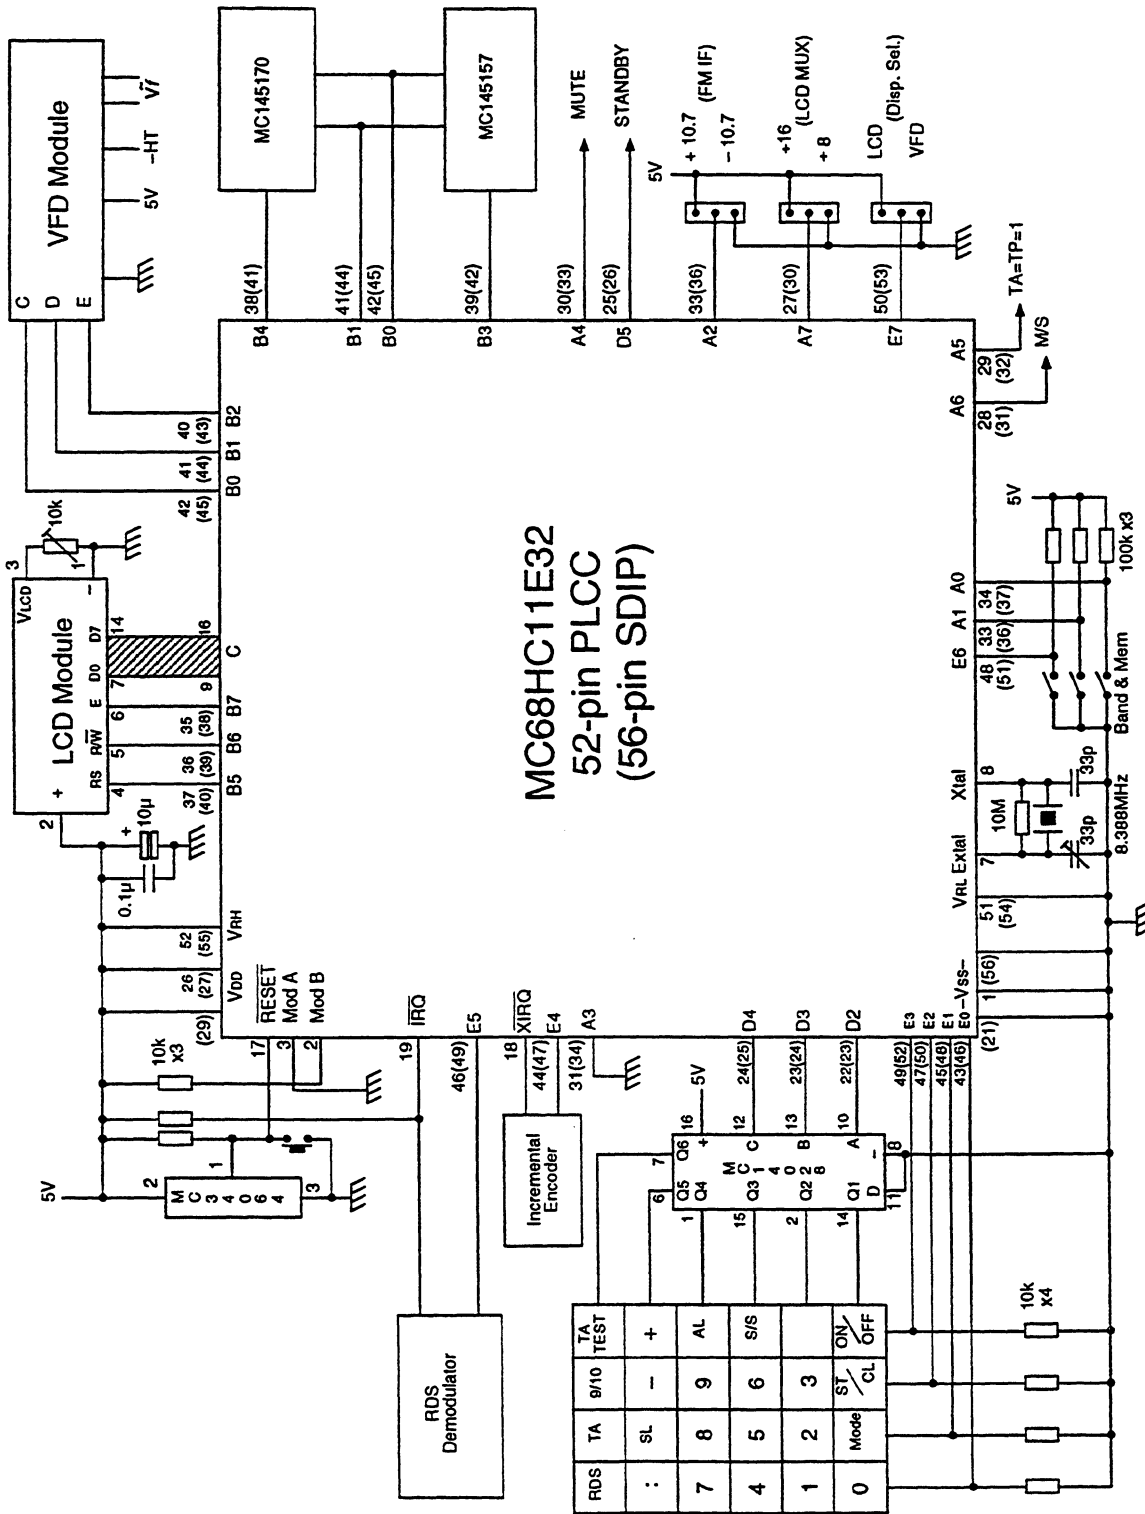 VFD Module
C
D
E
5V
–HT
Vf
MC145170
MC145157
LCD Module
VLCD
3
10k
1
–
2
+
RS
R/W
E
D0
D7
4
5
6
7
14
9
16
C
10µ
+
0.1µ
37
(40)
B5
36
(39)
B6
35
(38)
B7
42
(45)
B0
41
(44)
B1
40
(43)
B2
52
(55)
VRH
26
(27)
VDD
(29)
38(41)
B4
41(44)
B1
42(45)
B0
39(42)
B3
30(33)
A4
MUTE
25(26)
D5
STANDBY
5V
33(36)
A2
+ 10.7
(FM IF)
– 10.7
27(30)
A7
+16
(LCD MUX)
+ 8
50(53)
E7
LCD
(Disp. Sel.)
VFD
A5
29
(32)
TA=TP=1
A6
28
(31)
M/S
MC68HC11E32
52-pin PLCC
(56-pin SDIP)
5V
100k x3
A0
34
(37)
A1
33
(36)
E6
48
(51)
Band & Mem
Xtal
8
10M
33p
33p
8.388MHz
Extal
7
VRL
51
(54)
–VSS–
(56)
1
(21)
5V
2
MC34064
1
3
10k
x3
RESET
17
Mod A
3
Mod B
2
IRQ
19
E5
46(49)
XIRQ
18
E4
44(47)
A3
31(34)
D4
24(25)
D3
23(24)
D2
22(23)
E3
49(52)
E2
47(50)
E1
45(48)
E0
43(46)
RDS
Demodulator
Incremental
Encoder
5V
MC14028
7
Q6
16
+
6
Q5
1
Q4
12
C
15
Q3
13
B
2
Q2
10
A
14
Q1
11
D
8
–
RDS
TA
9/10
TA
TEST
:
SL
–
+
7
8
9
AL
4
5
6
S/S
1
2
3
0
Mode
ST/CL
ON/OFF
10k
x4